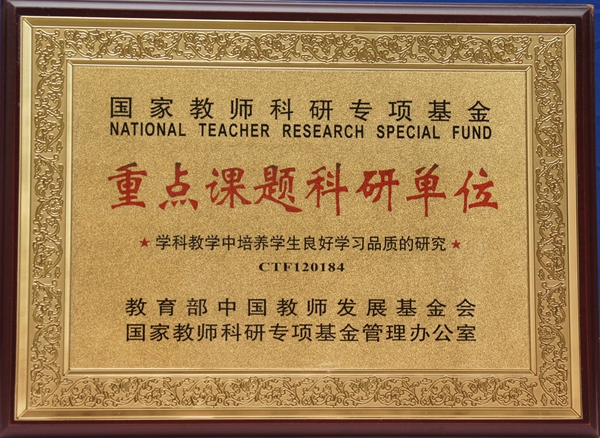 国家教师科研专项基金
NATIONAL TEACHER RESEARCH SPECIAL FUND
重点课题科研单位
★ 学科教学中培养学生良好学习品质的研究 ★
CTF120184
教育部中国教师发展基金会
国家教师科研专项基金管理办公室